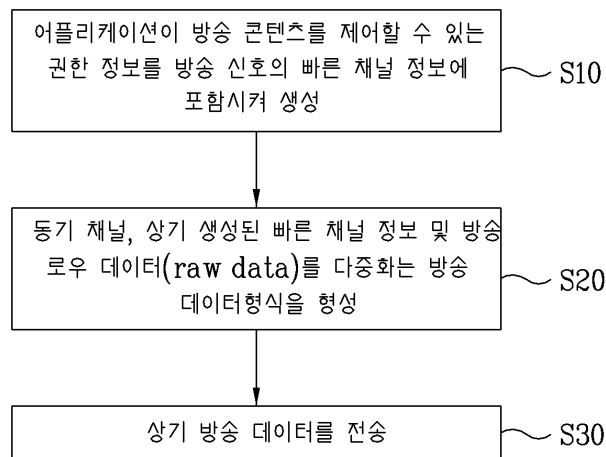 어플리케이션이 방송 콘텐츠를 제어할 수 있는
권한 정보를 방송 신호의 빠른 채널 정보에
포함시켜 생성
S10
동기 채널, 상기 생성된 빠른 채널 정보 및 방송
로우 데이터(raw data)를 다중화는 방송
데이터형식을 형성
S20
상기 방송 데이터를 전송
S30